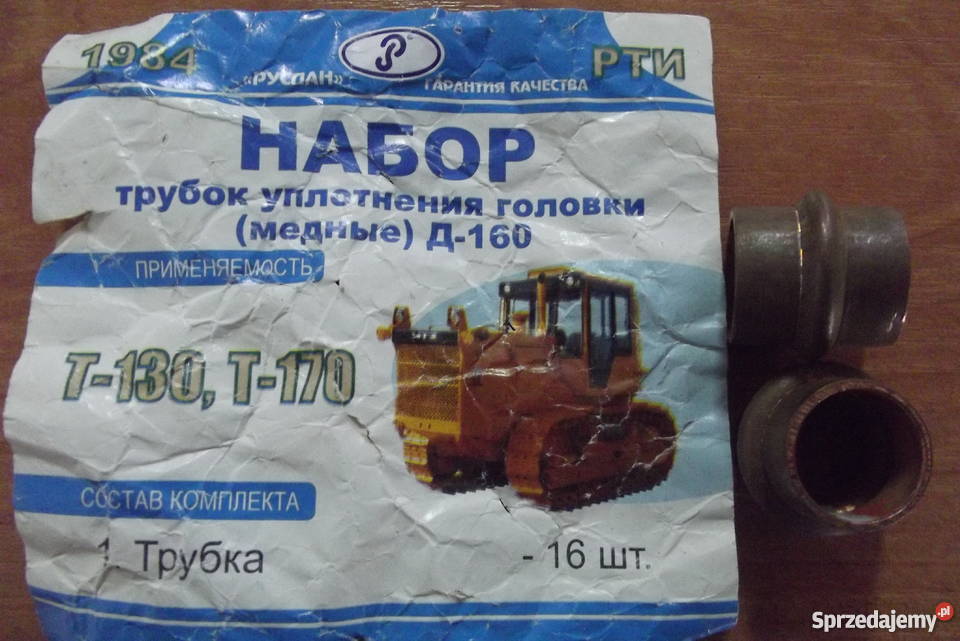 1984
РТИ
«РУСЛАН»
ГАРАНТИЯ КАЧЕСТВА
НАБОР
трубок уплотнения головки
(медные) Д-160
ПРИМЕНЯЕМОСТЬ
Т-130, Т-170
СОСТАВ КОМПЛЕКТА
1. Трубка - 16 шт.
Sprzedajemy.pl